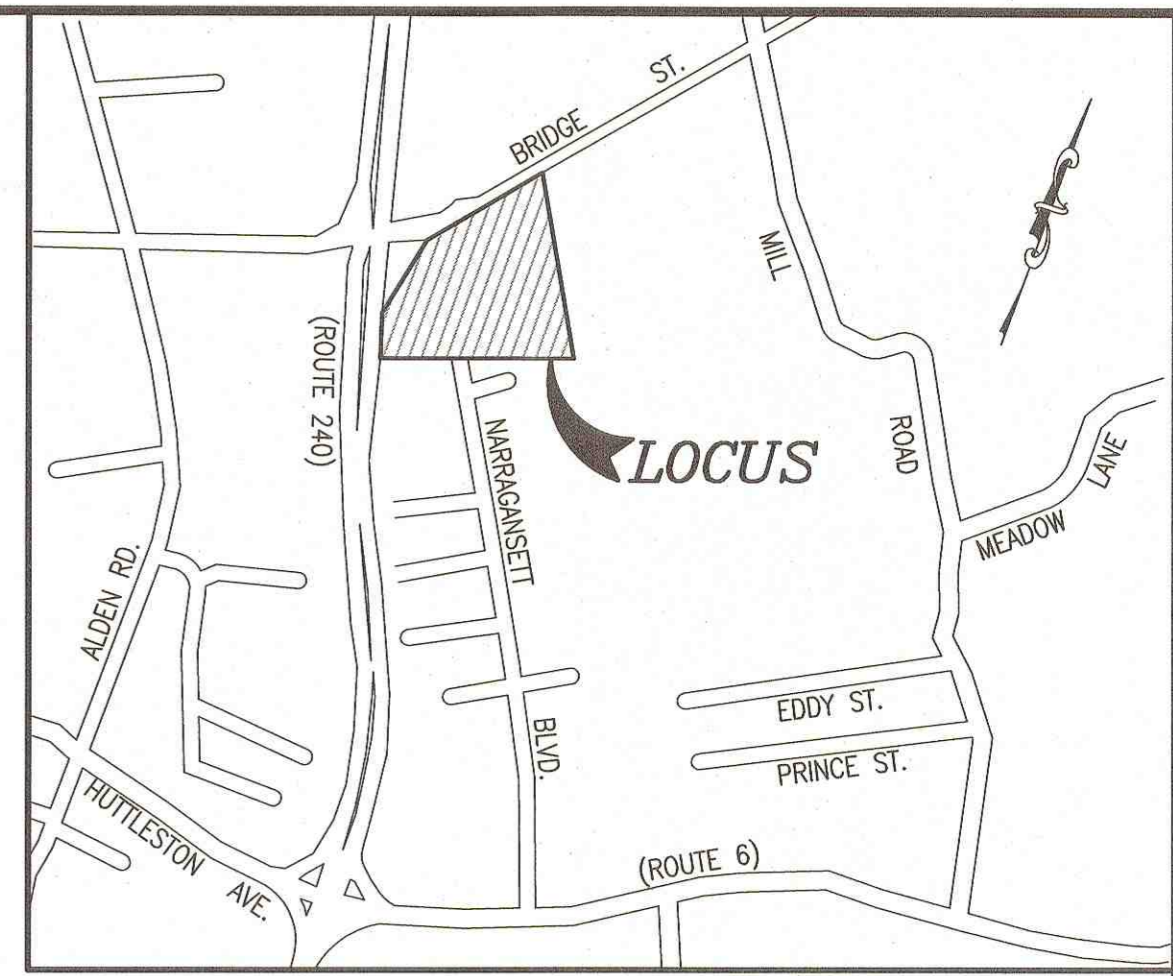 BRIDGE ST.
MILL ROAD
(ROUTE 240)
NARRAGANSETT BLVD.
LOCUS
MEADOW LANE
ALDEN RD.
EDDY ST.
PRINCE ST.
HUTTLESTON AVE.
(ROUTE 6)